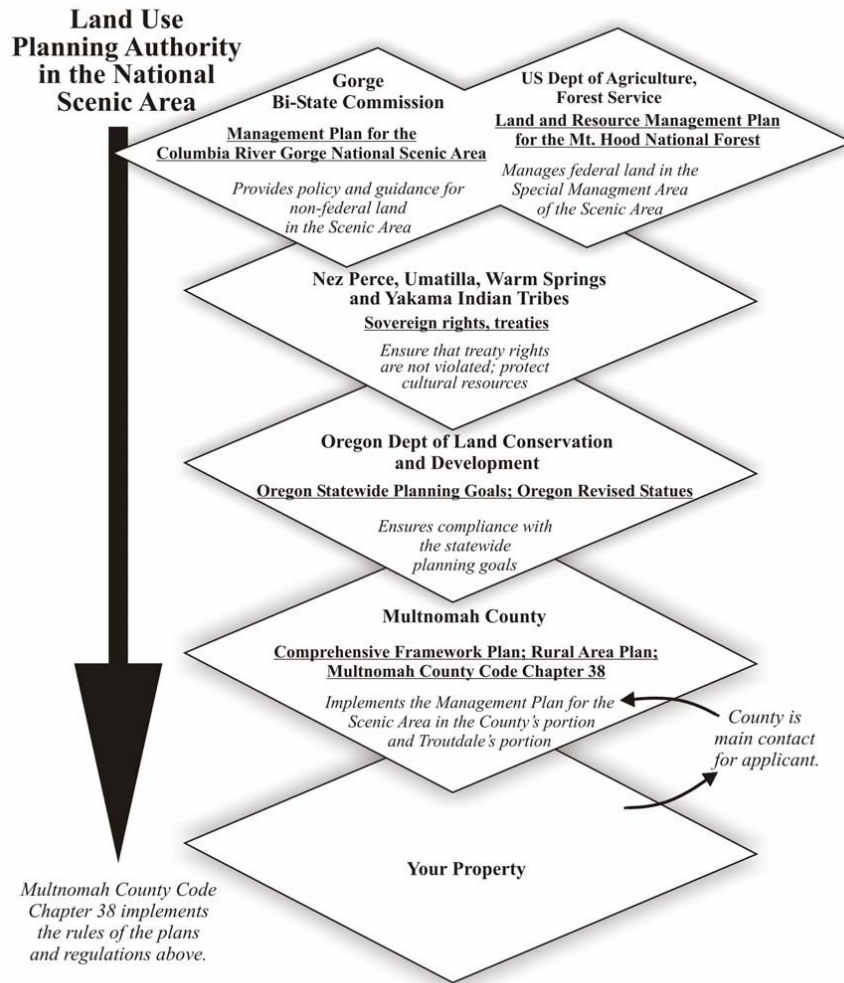 Land Use
Planning Authority
in the National
Scenic Area
Gorge
Bi-State Commission
Management Plan for the
Columbia River Gorge National Scenic Area
Provides policy and guidance for
non-federal land
in the Scenic Area
US Dept of Agriculture,
Forest Service
Land and Resource Management Plan
for the Mt. Hood National Forest
Manages federal land in the
Special Managment Area
of the Scenic Area
Nez Perce, Umatilla, Warm Springs
and Yakama Indian Tribes
Sovereign rights, treaties
Ensure that treaty rights
are not violated; protect
cultural resources
Oregon Dept of Land Conservation
and Development
Oregon Statewide Planning Goals; Oregon Revised Statues
Ensures compliance with
the statewide
planning goals
Multnomah County
Comprehensive Framework Plan; Rural Area Plan;
Multnomah County Code Chapter 38
Implements the Management Plan for the
Scenic Area in the County's portion
and Troutdale's portion
County is
main contact
for applicant.
Your Property
Multnomah County Code
Chapter 38 implements
the rules of the plans
and regulations above.